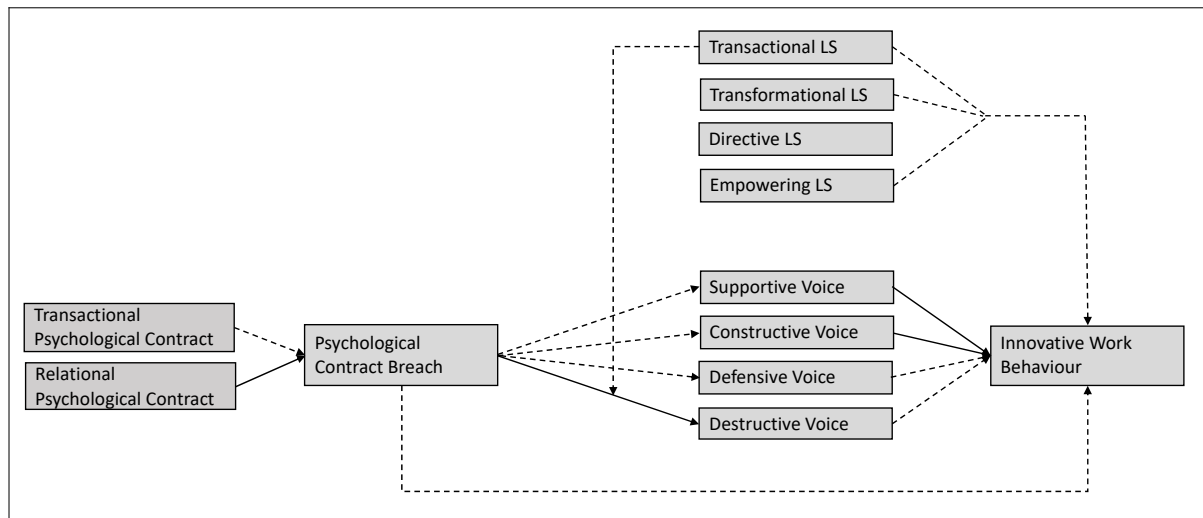 Transactional LS
Transformational LS
Directive LS
Empowering LS
Supportive Voice
Constructive Voice
Defensive Voice
Destructive Voice
Transactional
Psychological Contract
Relational
Psychological Contract
Psychological
Contract Breach
Innovative Work
Behaviour